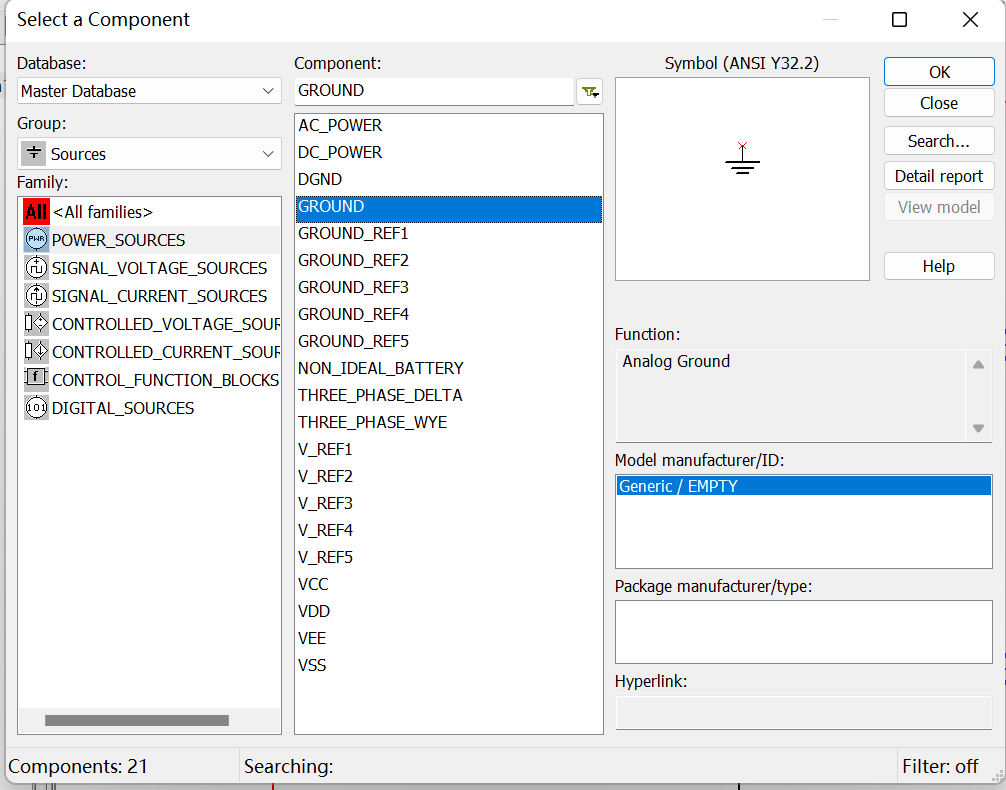 Select a Component
Database:
Master Database
Group:
Sources
Family:
All <All families>
PWR POWER_SOURCES
SIGNAL_VOLTAGE_SOURCES
SIGNAL_CURRENT_SOURCES
CONTROLLED_VOLTAGE_SOUR
CONTROLLED_CURRENT_SOUR
f CONTROL_FUNCTION_BLOCKS
101 DIGITAL_SOURCES
Component:
GROUND
AC_POWER
DC_POWER
DGND
GROUND
GROUND_REF1
GROUND_REF2
GROUND_REF3
GROUND_REF4
GROUND_REF5
NON_IDEAL_BATTERY
THREE_PHASE_DELTA
THREE_PHASE_WYE
V_REF1
V_REF2
V_REF3
V_REF4
V_REF5
VCC
VDD
VEE
VSS
Symbol (ANSI Y32.2)
Function:
Analog Ground
Model manufacturer/ID:
Generic / EMPTY
Package manufacturer/type:
Hyperlink:
OK
Close
Search...
Detail report
View model
Help
Components: 21
Searching:
Filter: off